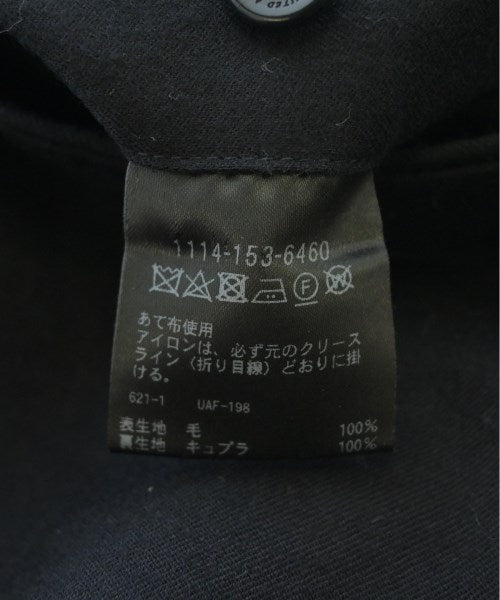 UNITED A
1114-153-6460
F W
あて布使用
アイロンは、必ず元のクリース
ライン（折り目線）どおりに掛
ける。
621-1 UAF-198
表生地 毛 100%
裏生地 キュプラ 100%